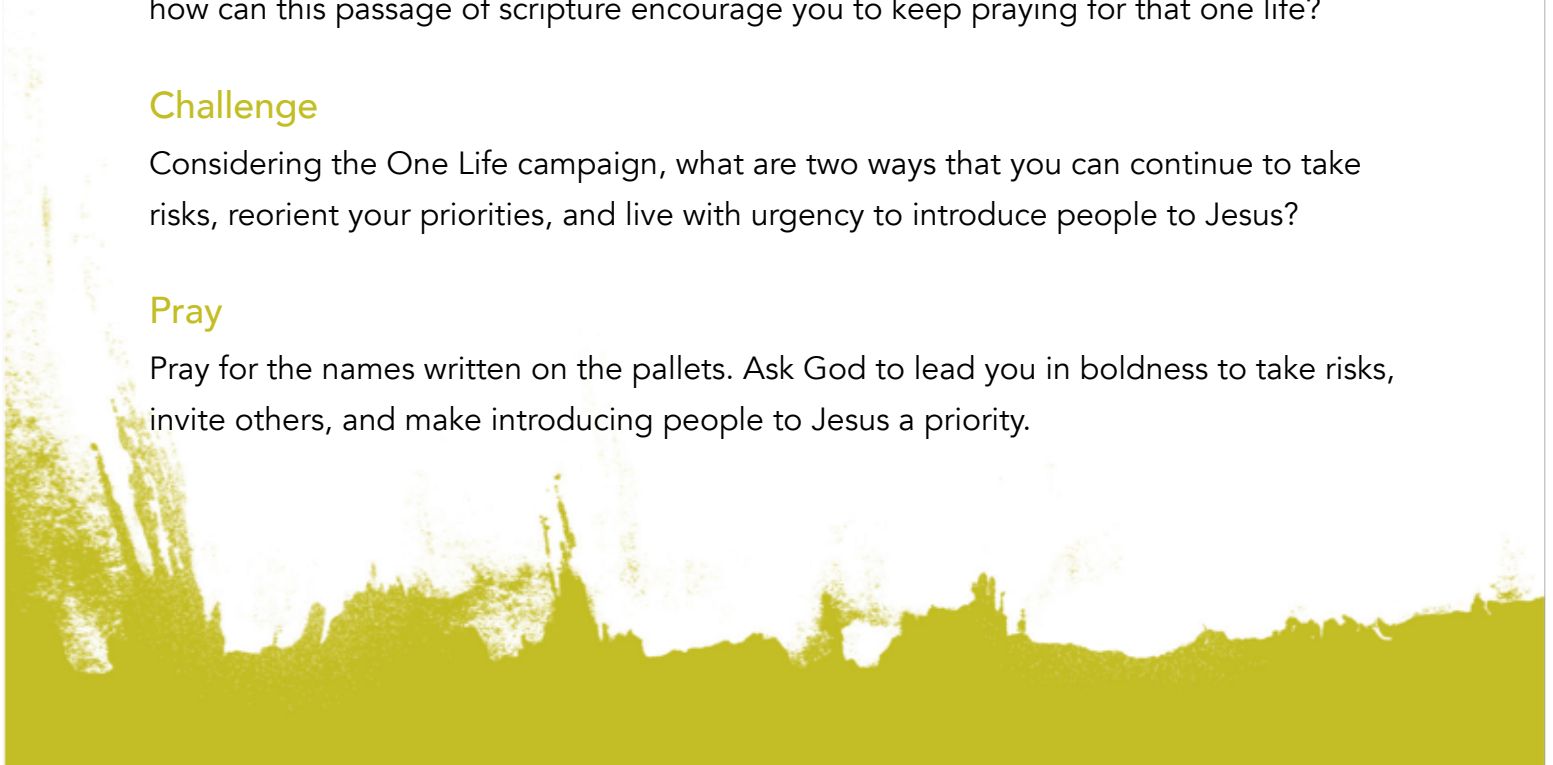 how can this passage of scripture encourage you to keep praying for that one life?
Challenge
Considering the One Life campaign, what are two ways that you can continue to take
risks, reorient your priorities, and live with urgency to introduce people to Jesus?
Pray
Pray for the names written on the pallets. Ask God to lead you in boldness to take risks,
invite others, and make introducing people to Jesus a priority.